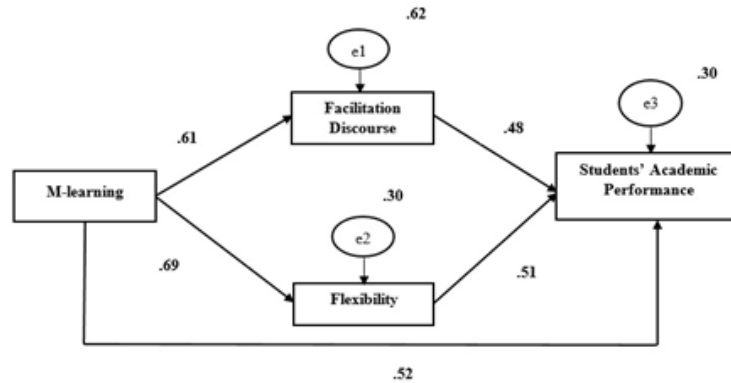 .62
e1
.30
Facilitation
Discourse
e3
.61
.48
M-learning
Students’ Academic
Performance
.30
e2
.69
.51
Flexibility
.52